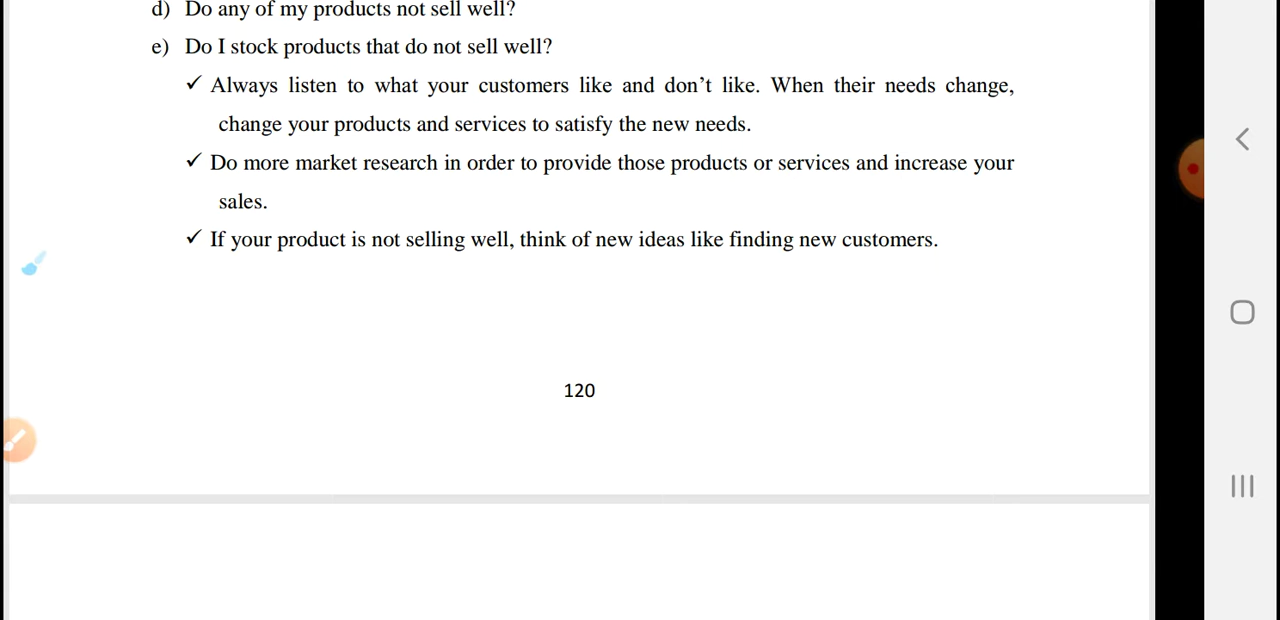 d) Do any of my products not sell well?
e) Do I stock products that do not sell well?
✓ Always listen to what your customers like and don’t like. When their needs change,
change your products and services to satisfy the new needs.
✓ Do more market research in order to provide those products or services and increase your
sales.
✓ If your product is not selling well, think of new ideas like finding new customers.
120